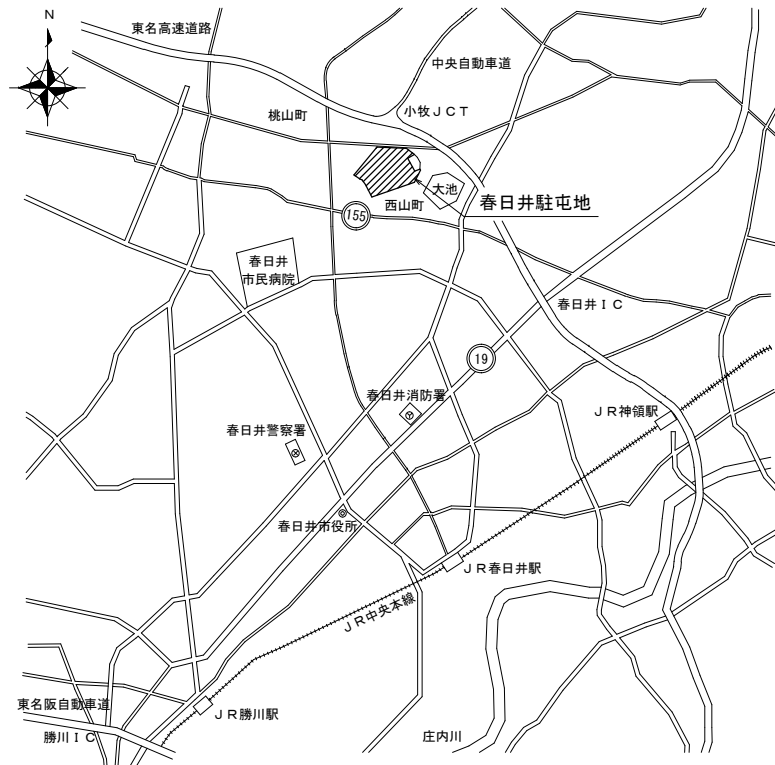 N
東名高速道路
中央自動車道
桃山町
小牧ＪＣＴ
大池
西山町
春日井駐屯地
155
春日井
市民病院
春日井ＩＣ
19
春日井消防署
ＪＲ神領駅
春日井警察署
春日井市役所
ＪＲ春日井駅
ＪＲ中央本線
東名阪自動車道
ＪＲ勝川駅
勝川ＩＣ
庄内川